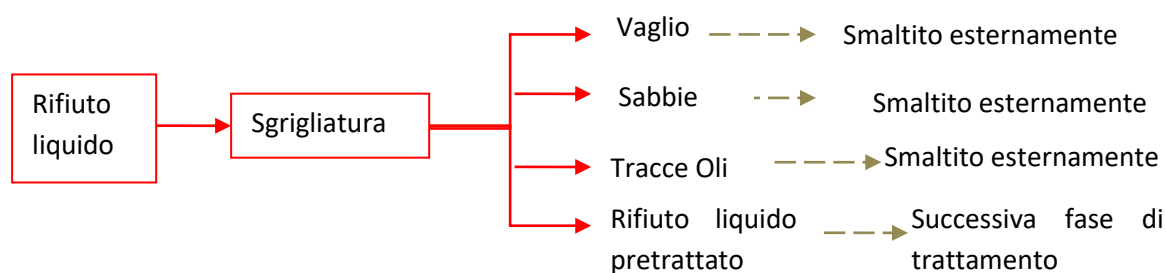 Rifiuto
liquido
Sgrigliatura
Vaglio
Smaltito esternamente
Sabbie
Smaltito esternamente
Tracce Oli
Smaltito esternamente
Rifiuto liquido
pretrattato
Successiva fase di
trattamento